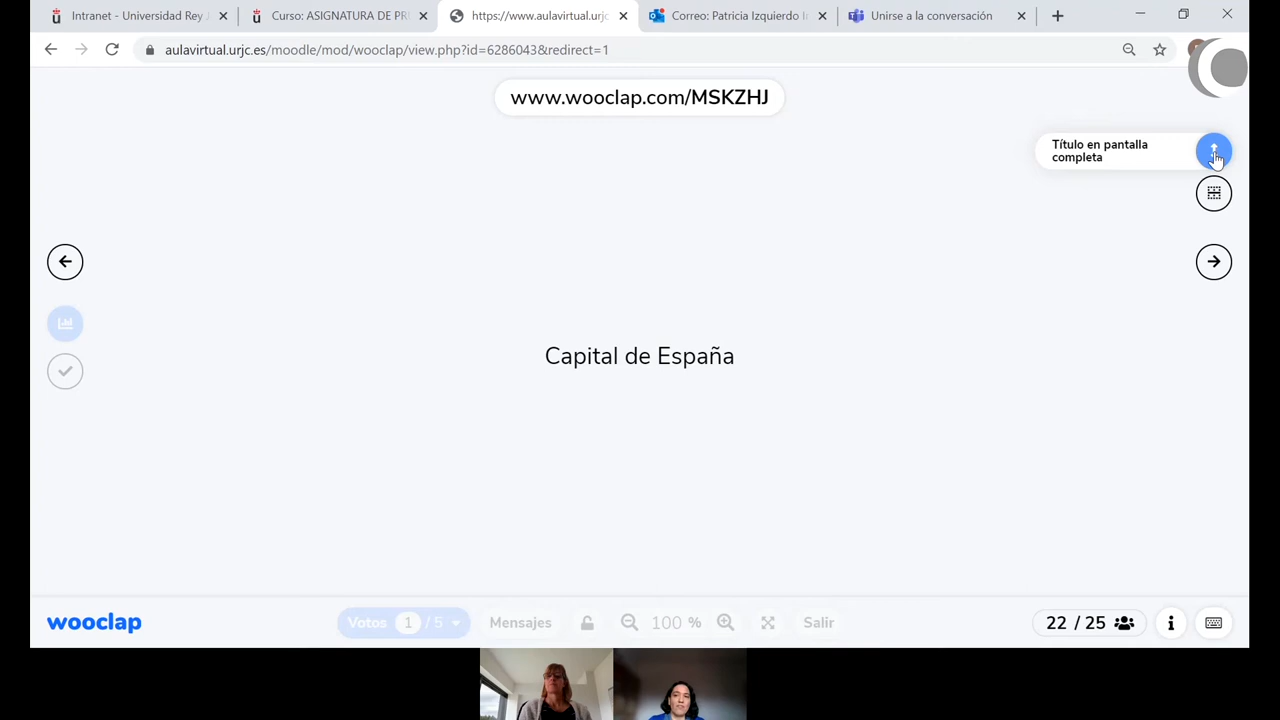 Intranet - Universidad Rey J
Curso: ASIGNATURA DE PRU
https://www.aulavirtual.urjc
Correo: Patricia Izquierdo I
Unirse a la conversación
aulavirtual.urjc.es/moodle/mod/wooclap/view.php?id=6286043&redirect=1
www.wooclap.com/MSKZHJ
Título en pantalla
completa
Capital de España
wooclap
Votos 1 / 5
Mensajes
100 %
Salir
22 / 25